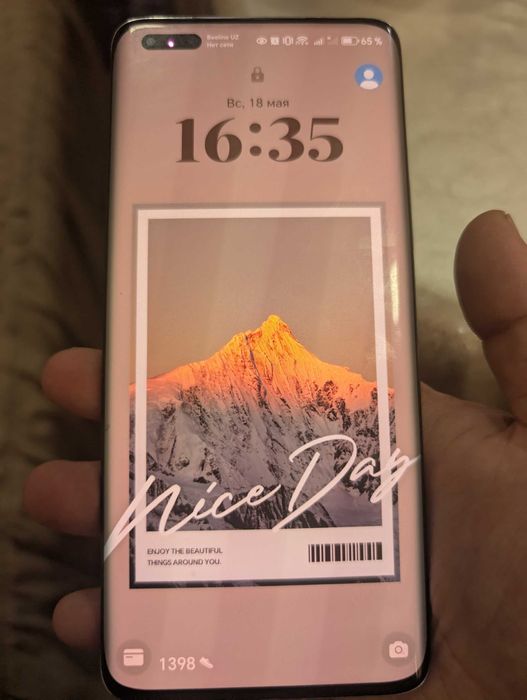 Beeline UZ
Нет сети
65 %
Вс, 18 мая
16:35
Nice Day
ENJOY THE BEAUTIFUL
THINGS AROUND YOU.
1398